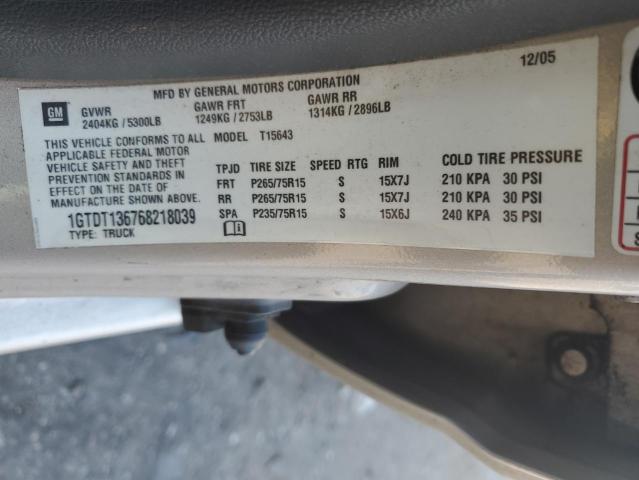 12/05
MFD BY GENERAL MOTORS CORPORATION
GM
GVWR GAWR FRT GAWR RR
2404KG / 5300LB 1249KG / 2753LB 1314KG / 2896LB
THIS VEHICLE CONFORMS TO ALL MODEL T15643
APPLICABLE FEDERAL MOTOR
VEHICLE SAFETY AND THEFT
PREVENTION STANDARDS IN
EFFECT ON THE DATE OF
MANUFACTURE SHOWN ABOVE.
1GTDT136768218039
TYPE: TRUCK
TPJD TIRE SIZE SPEED RTG RIM COLD TIRE PRESSURE
FRT P265/75R15 S 15X7J 210 KPA 30 PSI
RR P265/75R15 S 15X7J 210 KPA 30 PSI
SPA P235/75R15 S 15X6J 240 KPA 35 PSI